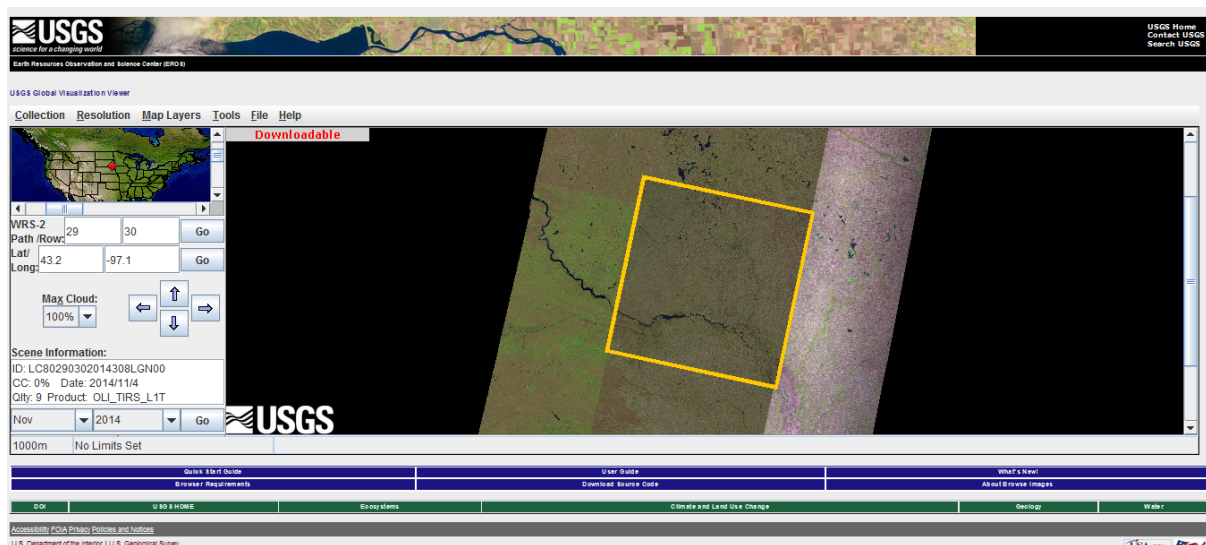 USGS
science for a changing world
USGS Home
Contact USGS
Search USGS
Earth Resources Observation and Science Center (EROS)
USGS Global Visualization Viewer
Collection Resolution Map Layers Tools File Help
Downloadable
WRS-2
Path /Row: 29 30 Go
Lat/
Long: 43.2 -97.1 Go
Max Cloud:
100%
Scene Information:
ID: LC80290302014308LGN00
CC: 0% Date: 2014/11/4
Qlty: 9 Product: OLI_TIRS_L1T
Nov 2014 Go
USGS
1000m No Limits Set
Quick Start Guide User Guide What's New!
Browser Requirements Download Source Code About Browse Images
DOI USGS HOME Ecosystems Climate and Land Use Change Geology Water
Accessibility FOIA Privacy Policies and Notices
U.S. Department of the Interior | U.S. Geological Survey